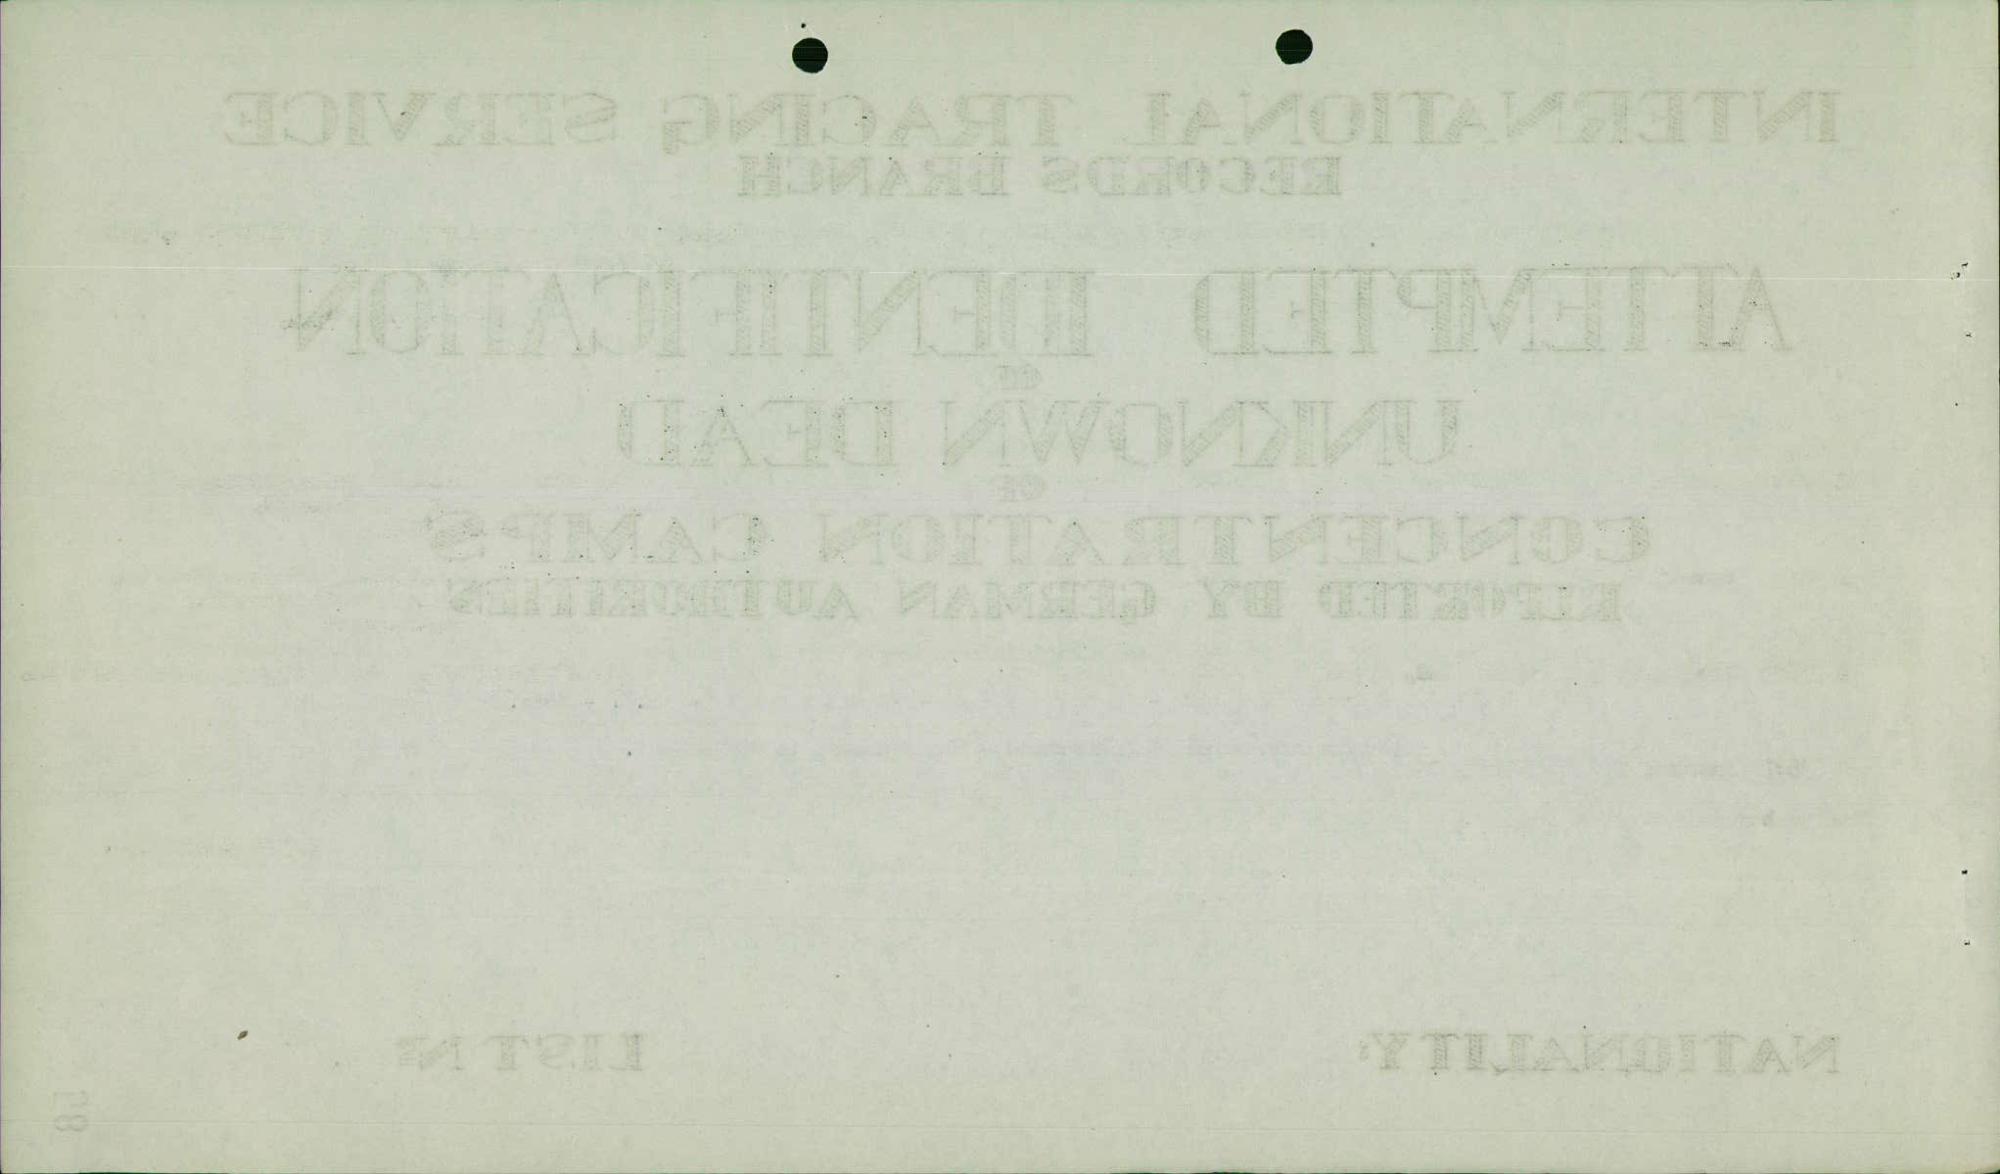 INTERNATIONAL TRACING SERVICE
RECORDS BRANCH
ATTEMPTED IDENTIFICATION
OF
UNKNOWN DEAD
OF
CONCENTRATION CAMPS
REPORTED BY GERMAN AUTHORITIES
NATIONALITY: LIST Nº